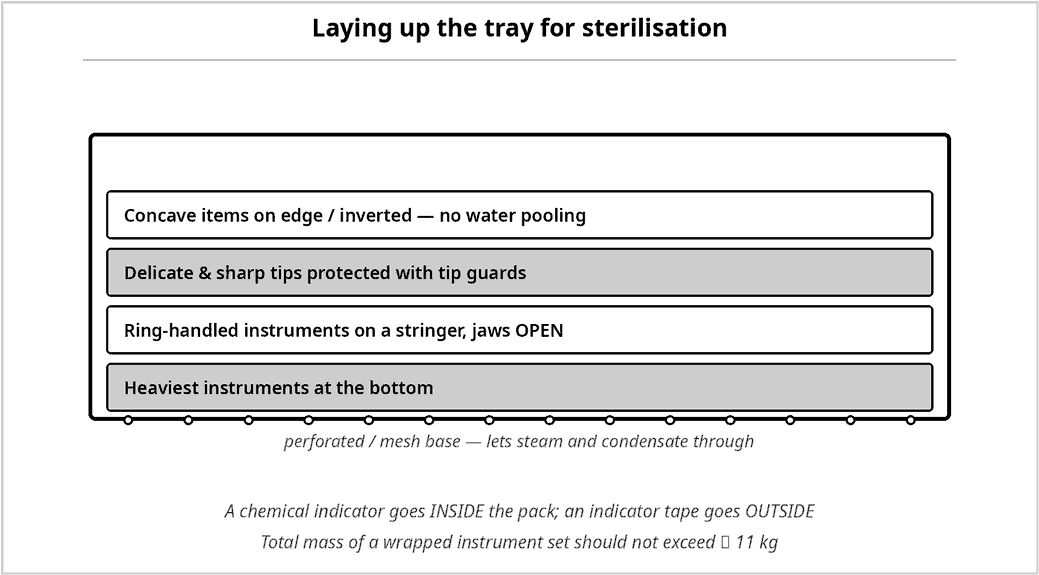 Laying up the tray for sterilisation
Concave items on edge / inverted — no water pooling
Delicate & sharp tips protected with tip guards
Ring-handled instruments on a stringer, jaws OPEN
Heaviest instruments at the bottom
perforated / mesh base — lets steam and condensate through
A chemical indicator goes INSIDE the pack; an indicator tape goes OUTSIDE
Total mass of a wrapped instrument set should not exceed 11 kg